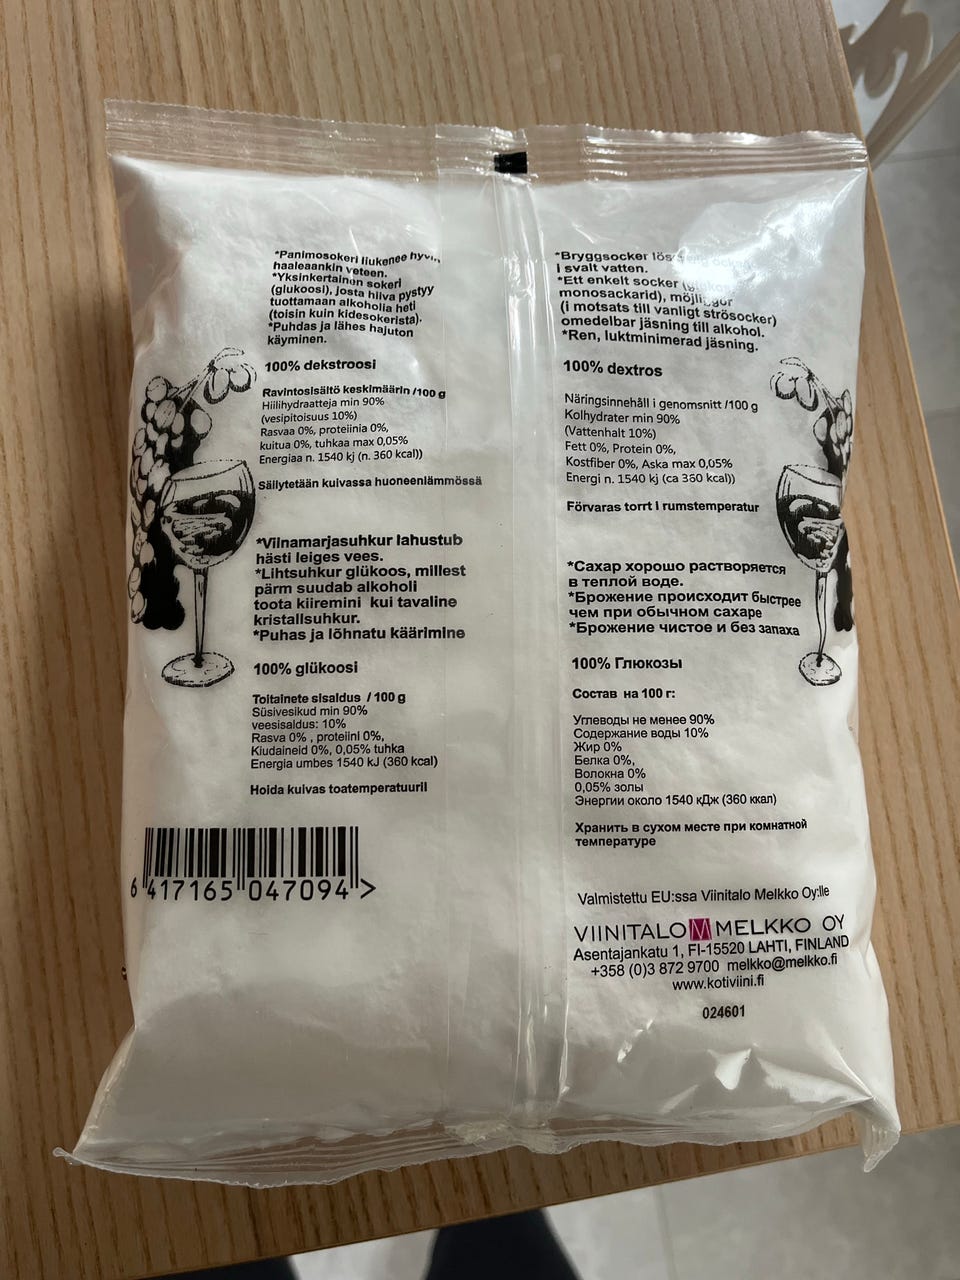 *Panimosokeri liukenee hyvin
haaleaankin veteen.
*Yksinkertainen sokeri
(glukoosi), josta hiiva pystyy
tuottamaan alkoholia heti
(toisin kuin kidesokerista).
*Puhdas ja lähes hajuton
käyminen.
100% dekstroosi
Ravintosisältö keskimäärin /100 g
Hiilihydraatteja min 90%
(vesipitoisuus 10%)
Rasvaa 0%, proteiinia 0%,
kuitua 0%, tuhkaa max 0,05%
Energiaa n. 1540 kj (n. 360 kcal))
Säilytetään kuivassa huoneenlämmössä
*Viinamarjasuhkur lahustub
hästi leiges vees.
*Lihtsuhkur glükoos, millest
pärm suudab alkoholi
toota kiiremini kui tavaline
kristallsuhkur.
*Puhas ja lõhnatu käärimine
100% glükoosi
Toitainete sisaldus / 100 g
Süsivesikud min 90%
veesisaldus: 10%
Rasva 0% , proteiini 0%,
Kiudaineid 0%, 0,05% tuhka
Energia umbes 1540 kJ (360 kcal)
Hoida kuivas toatemperatuuril
6 417165 047094 >
*Bryggsocker
i svalt vatten.
*Ett enkelt socker
monosackarid), möjliggör
(i motsats till vanligt strösocker)
omedelbar jäsning till alkohol.
*Ren, luktminimerad jäsning.
100% dextros
Näringsinnehåll i genomsnitt /100 g
Kolhydrater min 90%
(Vattenhalt 10%)
Fett 0%, Protein 0%,
Kostfiber 0%, Aska max 0,05%
Energi n. 1540 kj (ca 360 kcal))
Förvaras torrt i rumstemperatur
*Сахар хорошо растворяется
в теплой воде.
*Брожение происходит быстрее
чем при обычном сахаре
*Брожение чистое и без запаха
100% Глюкозы
Состав на 100 г:
Углеводы не менее 90%
Содержание воды 10%
Жир 0%
Белка 0%,
Волокна 0%
0,05% золы
Энергии около 1540 кДж (360 ккал)
Хранить в сухом месте при комнатной
температуре
Valmistettu EU:ssa Viinitalo Melkko Oy:lle
VIINITALO M MELKKO OY
Asentajankatu 1, FI-15520 LAHTI, FINLAND
+358 (0)3 872 9700 melkko@melkko.fi
www.kotiviini.fi
024601